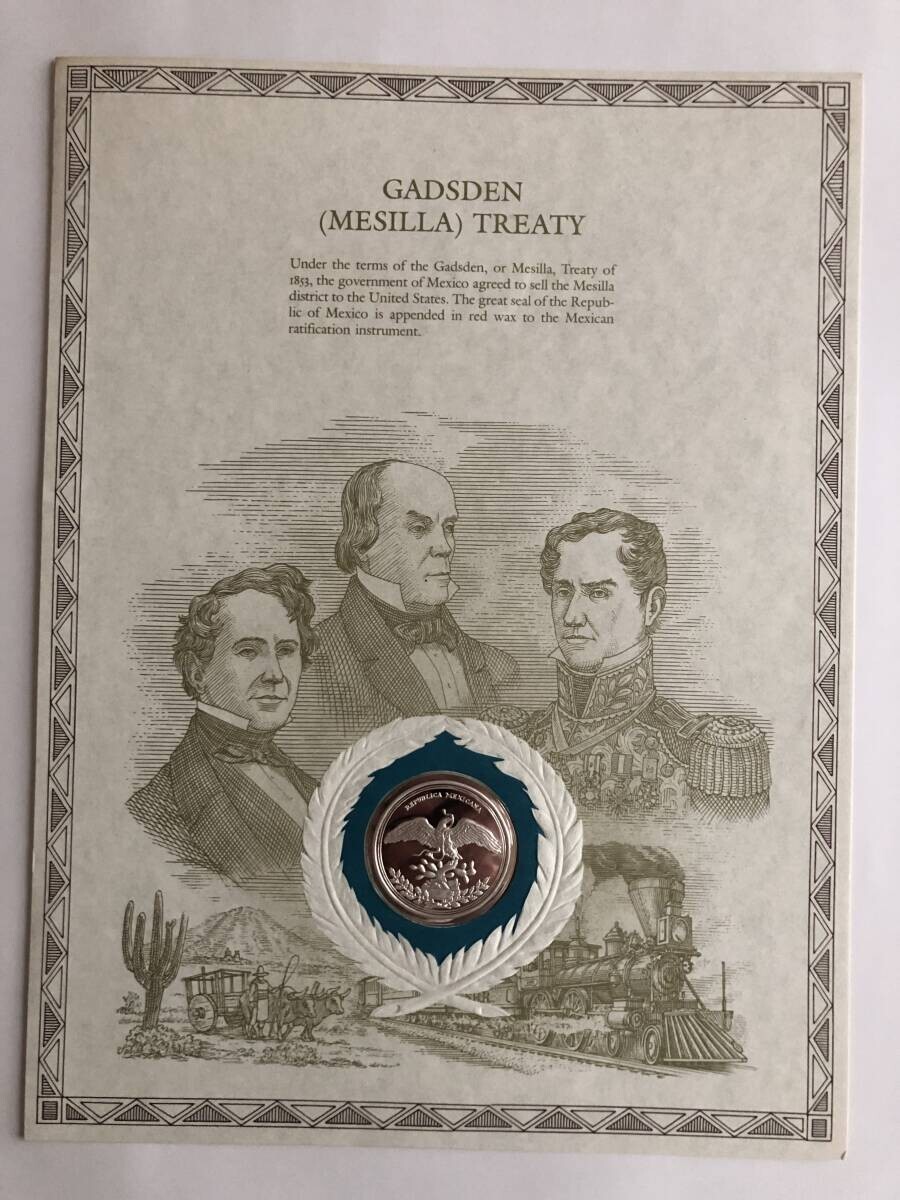 GADSDEN
(MESILLA) TREATY
Under the terms of the Gadsden, or Mesilla, Treaty of
1853, the government of Mexico agreed to sell the Mesilla
district to the United States. The great seal of the Repub-
lic of Mexico is appended in red wax to the Mexican
ratification instrument.
REPUBLICA MEXICANA